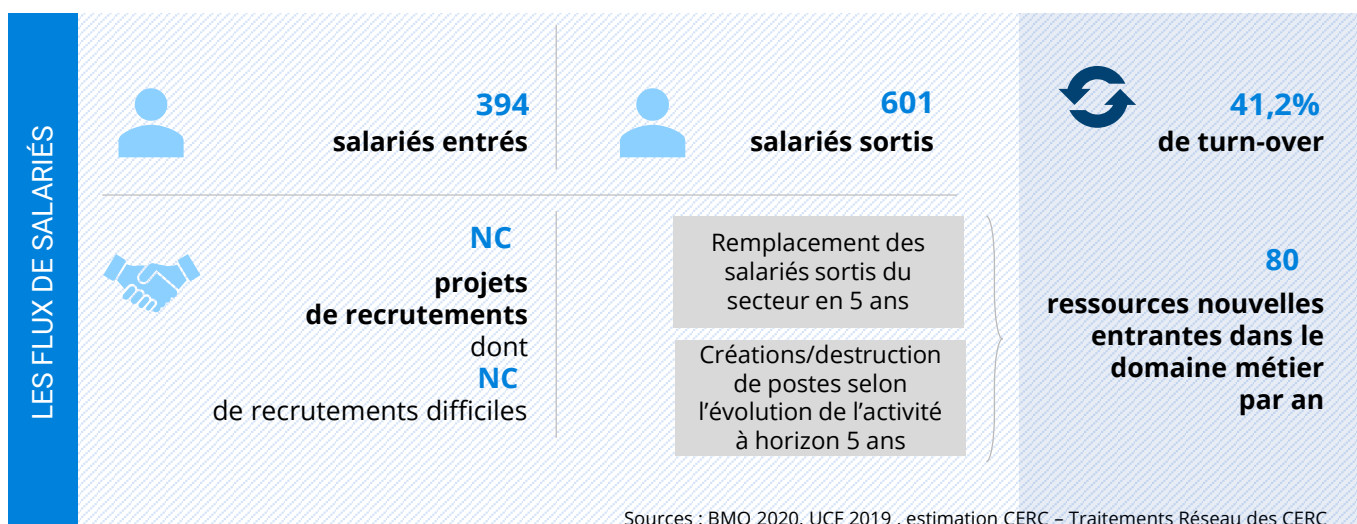 LES FLUX DE SALARIÉS
394
salariés entrés
601
salariés sortis
41,2%
de turn-over
NC
projets
de recrutements
dont
NC
de recrutements difficiles
Remplacement des
salariés sortis du
secteur en 5 ans
Créations/destruction
de postes selon
l’évolution de l’activité
à horizon 5 ans
80
ressources nouvelles
entrantes dans le
domaine métier
par an
Sources : BMO 2020, UCF 2019 , estimation CERC – Traitements Réseau des CERC